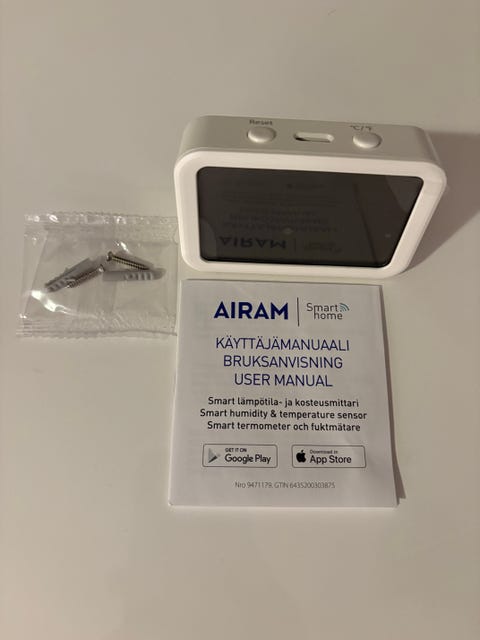 Reset
°C/°F
AIRAM
Smart
home
KÄYTTÄJÄMANUAALI
BRUKSANVISNING
USER MANUAL
Smart lämpötila- ja kosteusmittari
Smart humidity & temperature sensor
Smart termometer och fuktmätare
GET IT ON
Google Play
Download on
App Store
Nro 9471179, GTIN 6435200303875